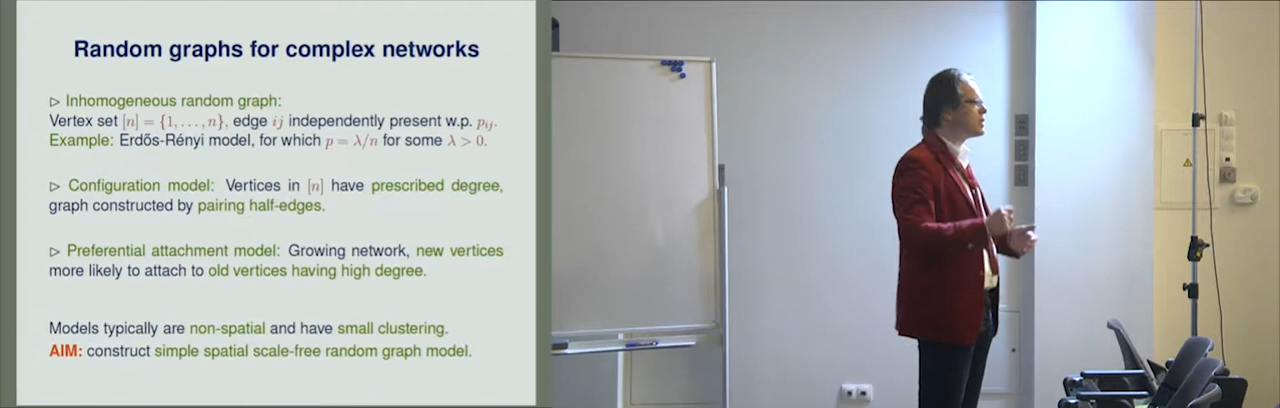 Random graphs for complex networks
▷ Inhomogeneous random graph:
Vertex set [n] = {1, . . . , n}, edge ij independently present w.p. pij.
Example: Erdős-Rényi model, for which p = λ/n for some λ > 0.
▷ Configuration model: Vertices in [n] have prescribed degree,
graph constructed by pairing half-edges.
▷ Preferential attachment model: Growing network, new vertices
more likely to attach to old vertices having high degree.
Models typically are non-spatial and have small clustering.
AIM: construct simple spatial scale-free random graph model.